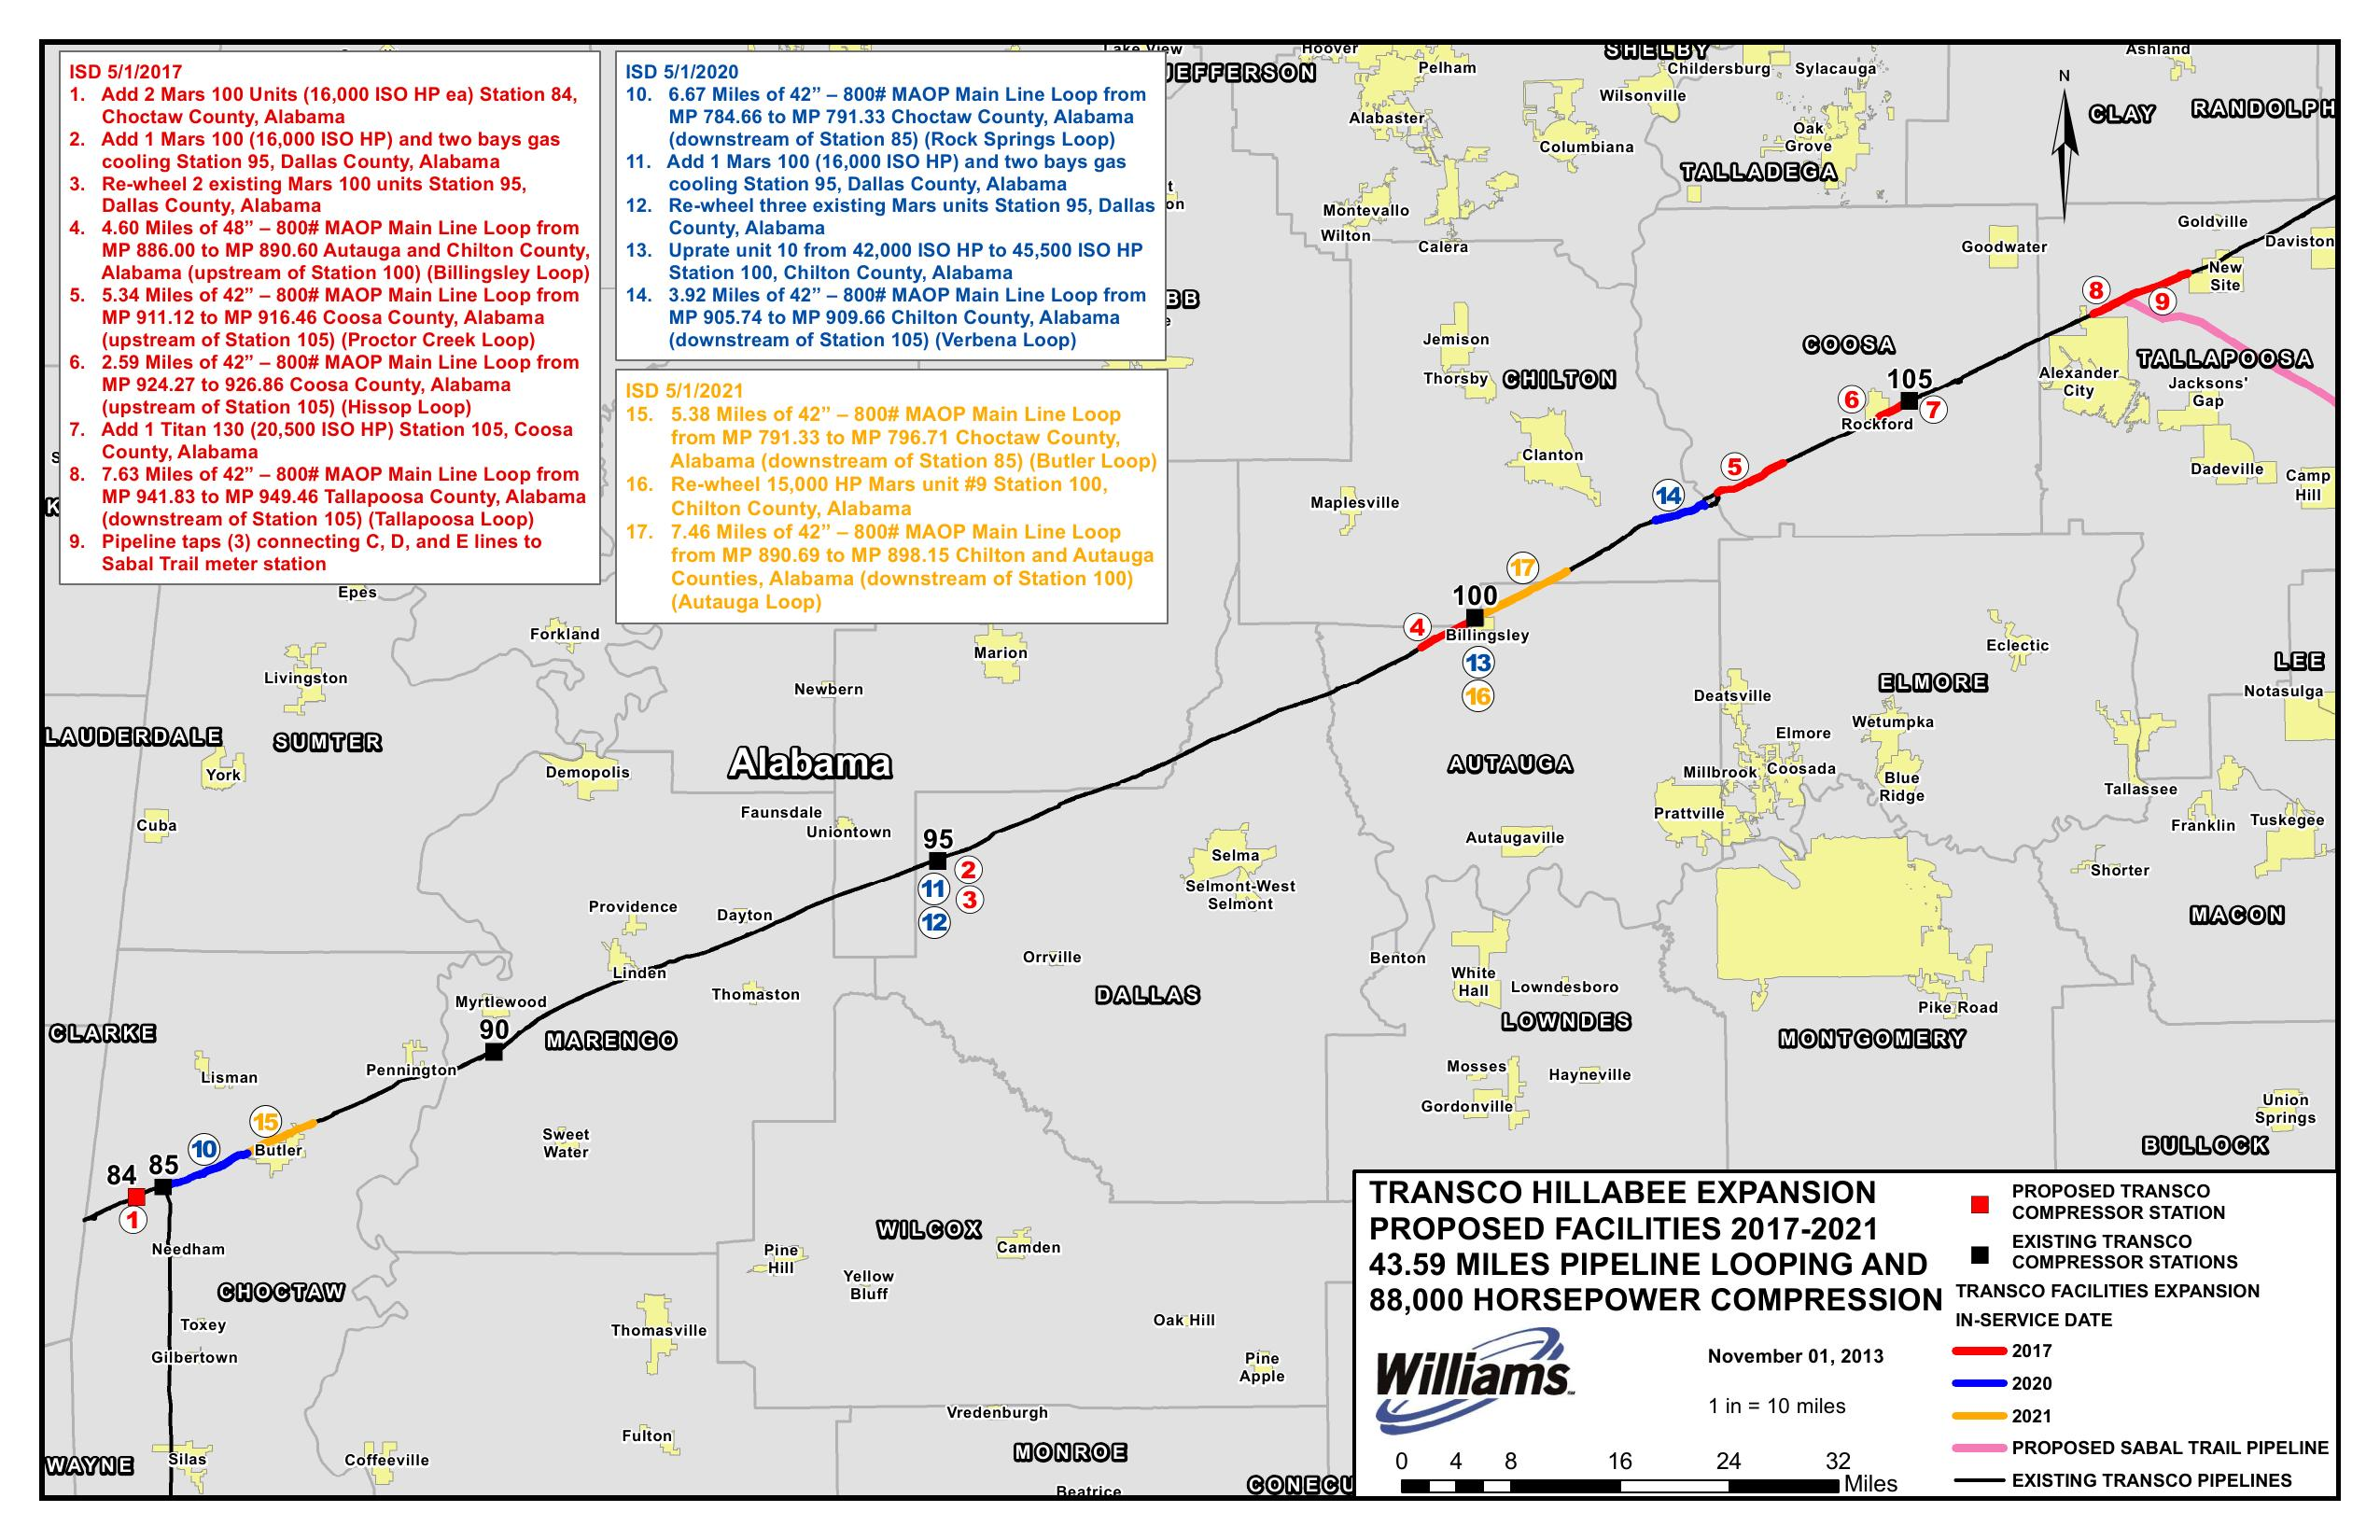 ISD 5/1/2017
1. Add 2 Mars 100 Units (16,000 ISO HP ea) Station 84,
Choctaw County, Alabama
2. Add 1 Mars 100 (16,000 ISO HP) and two bays gas
cooling Station 95, Dallas County, Alabama
3. Re-wheel 2 existing Mars 100 units Station 95,
Dallas County, Alabama
4. 4.60 Miles of 48” – 800# MAOP Main Line Loop from
MP 886.00 to MP 890.60 Autauga and Chilton County,
Alabama (upstream of Station 100) (Billingsley Loop)
5. 5.34 Miles of 42” – 800# MAOP Main Line Loop from
MP 911.12 to MP 916.46 Coosa County, Alabama
(upstream of Station 105) (Proctor Creek Loop)
6. 2.59 Miles of 42” – 800# MAOP Main Line Loop from
MP 924.27 to 926.86 Coosa County, Alabama
(upstream of Station 105) (Hissop Loop)
7. Add 1 Titan 130 (20,500 ISO HP) Station 105, Coosa
County, Alabama
8. 7.63 Miles of 42” – 800# MAOP Main Line Loop from
MP 941.83 to MP 949.46 Tallapoosa County, Alabama
(downstream of Station 105) (Tallapoosa Loop)
9. Pipeline taps (3) connecting C, D, and E lines to
Sabal Trail meter station
ISD 5/1/2020
10. 6.67 Miles of 42” – 800# MAOP Main Line Loop from
MP 784.66 to MP 791.33 Choctaw County, Alabama
(downstream of Station 85) (Rock Springs Loop)
11. Add 1 Mars 100 (16,000 ISO HP) and two bays gas
cooling Station 95, Dallas County, Alabama
12. Re-wheel three existing Mars units Station 95, Dallas
County, Alabama
13. Uprate unit 10 from 42,000 ISO HP to 45,500 ISO HP
Station 100, Chilton County, Alabama
14. 3.92 Miles of 42” – 800# MAOP Main Line Loop from
MP 905.74 to MP 909.66 Chilton County, Alabama
(downstream of Station 105) (Verbena Loop)
ISD 5/1/2021
15. 5.38 Miles of 42” – 800# MAOP Main Line Loop
from MP 791.33 to MP 796.71 Choctaw County,
Alabama (downstream of Station 85) (Butler Loop)
16. Re-wheel 15,000 HP Mars unit #9 Station 100,
Chilton County, Alabama
17. 7.46 Miles of 42” – 800# MAOP Main Line Loop
from MP 890.69 to MP 898.15 Chilton and Autauga
Counties, Alabama (downstream of Station 100)
(Autauga Loop)
Lake View
JEFFERSON
Hoover
Pelham
SHELBY
Childersburg
Sylacauga
Ashland
N
Wilsonville
CLAY
RANDOLPH
Alabaster
Columbiana
Oak
Grove
TALLADEGA
Montevallo
Wilton
Calera
Goodwater
Goldville
Daviston
New
Site
8
9
BB
Jemison
Thorsby
CHILTON
COOSA
TALLAPOOSA
Alexander
City
Jacksons'
Gap
105
6
7
Rockford
Clanton
5
Dadeville
Camp
Hill
Maplesville
14
17
100
4
Billingsley
13
16
Epes
Forkland
Livingston
Marion
Newbern
Eclectic
LEE
ELMORE
Deatsville
Notasulga
Wetumpka
LAUDERDALE
SUMTER
York
Demopolis
Alabama
AUTAUGA
Elmore
Millbrook
Coosada
Blue
Ridge
Tallassee
Cuba
Faunsdale
Uniontown
Prattville
Autaugaville
Franklin
Tuskegee
95
2
11
3
12
Selma
Selmont-West
Selmont
Shorter
MACON
Providence
Dayton
Linden
Orrville
Benton
White
Hall
Lowndesboro
Thomaston
DALLAS
LOWNDES
Pike Road
MONTGOMERY
Myrtlewood
90
CLARKE
MARENGO
Lisman
Pennington
Mosses
Hayneville
Gordonville
Union
Springs
BULLOCK
15
Butler
10
Sweet
Water
84
85
1
Needham
CHOCTAW
WILCOX
Pine
Hill
Camden
Yellow
Bluff
Toxey
Gilbertown
Thomasville
Oak Hill
Pine
Apple
Vredenburgh
Fulton
MONROE
WAYNE
Silas
Coffeeville
Beatrice
CONECU
TRANSCO HILLABEE EXPANSION
PROPOSED FACILITIES 2017-2021
43.59 MILES PIPELINE LOOPING AND
88,000 HORSEPOWER COMPRESSION
Williams
November 01, 2013
1 in = 10 miles
0 4 8 16 24 32
Miles
PROPOSED TRANSCO
COMPRESSOR STATION
EXISTING TRANSCO
COMPRESSOR STATIONS
TRANSCO FACILITIES EXPANSION
IN-SERVICE DATE
2017
2020
2021
PROPOSED SABAL TRAIL PIPELINE
EXISTING TRANSCO PIPELINES